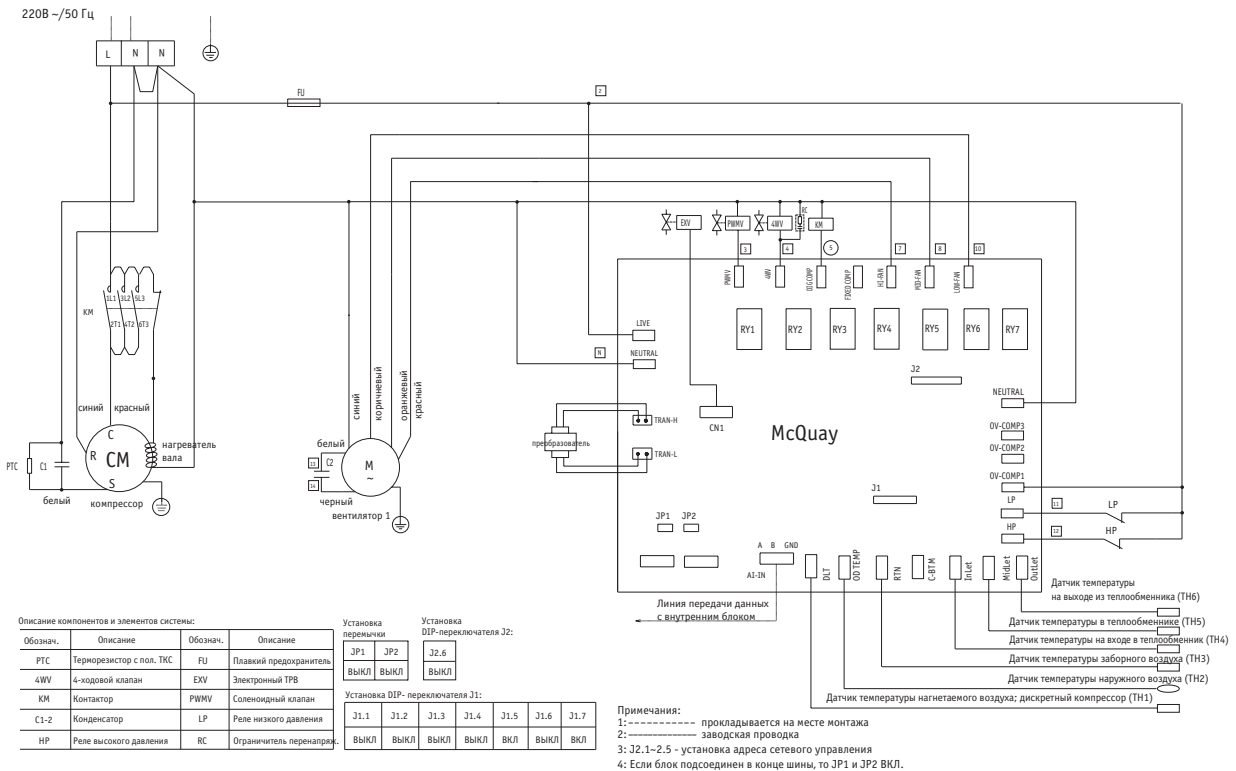 220В ~/50 Гц
L N N
FU
2
EXV PWMV 4WV RC KM
3 4 5 7 8 10
PWMV 4WV DIGCOMP FIXED COMP HI-FAN MID-FAN LOW-FAN
1L1 3L2 5L3
КМ
2T1 4T2 6T3
RY1 RY2 RY3 RY4 RY5 RY6 RY7
LIVE
N
NEUTRAL
J2
NEUTRAL
синий красный
синий
коричневый
оранжевый
красный
CN1
McQuay
TRAN-H
преобразователь
TRAN-L
OV-COMP3
OV-COMP2
OV-COMP1
C
R CM
S
нагреватель
вала
PTC C1
белый
компрессор
белый
13 C2
14
M
~
черный
вентилятор 1
J1
LP
11 LP
HP
12 HP
JP1 JP2
A B GND
AI-IN
DLT
OD TEMP
RTN
C-BTM
InLet
MidLet
OutLet
Линия передачи данных
с внутренним блоком
Датчик температуры
на выходе из теплообменника (TH6)
Датчик температуры в теплообменнике (TH5)
Датчик температуры на входе в теплообменник (TH4)
Датчик температуры заборного воздуха (TH3)
Датчик температуры наружного воздуха (TH2)
Датчик температуры нагнетаемого воздуха; дискретный компрессор (TH1)
Описание компонентов и элементов системы:
Обознач. Описание Обознач. Описание
PTC Терморезистор с пол. ТКС FU Плавкий предохранитель
4WV 4-ходовой клапан EXV Электронный ТРВ
КМ Контактор PWMV Соленоидный клапан
C1-2 Конденсатор LP Реле низкого давления
HP Реле высокого давления RC Ограничитель перенапряж.
Установка
перемычки
JP1 JP2
ВЫКЛ ВЫКЛ
Установка
DIP-переключателя J2:
J2.6
ВЫКЛ
Установка DIP- переключателя J1:
J1.1 J1.2 J1.3 J1.4 J1.5 J1.6 J1.7
ВЫКЛ ВЫКЛ ВЫКЛ ВЫКЛ ВКЛ ВЫКЛ ВКЛ
Примечания:
1:----------- прокладывается на месте монтажа
2:————— заводская проводка
3: J2.1~2.5 - установка адреса сетевого управления
4: Если блок подсоединен в конце шины, то JP1 и JP2 ВКЛ.